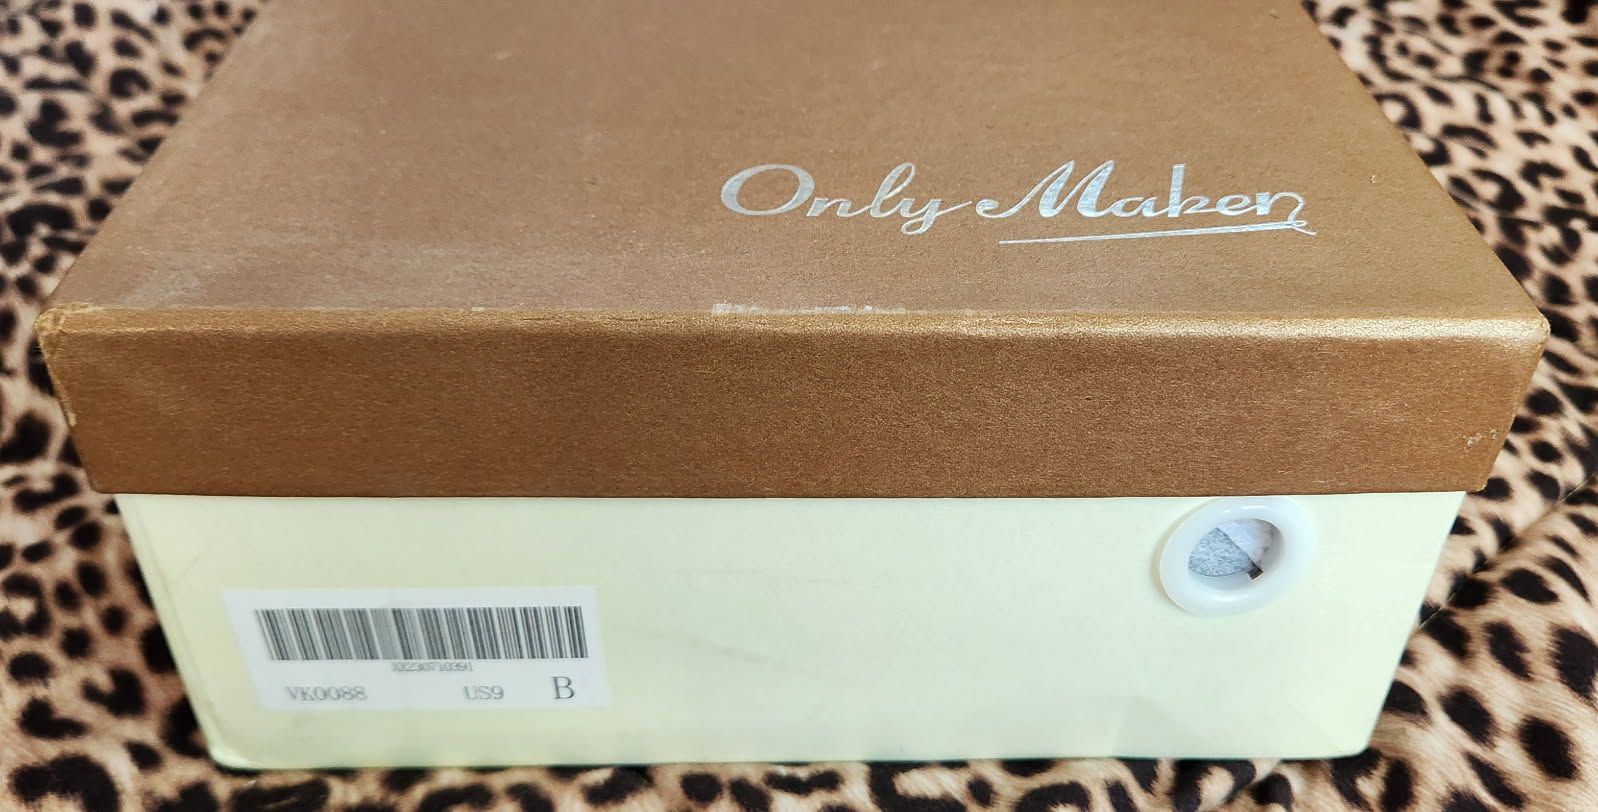 Only Maker
VK0088 US9 B